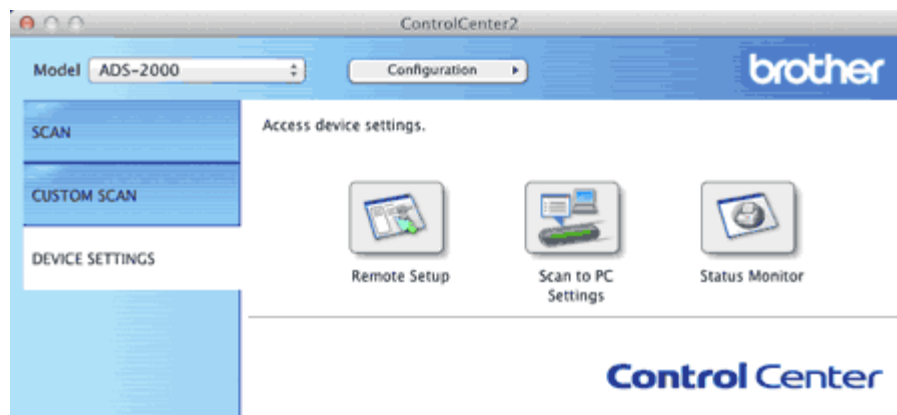 ControlCenter2
Model ADS-2000 Configuration
brother
SCAN
CUSTOM SCAN
DEVICE SETTINGS
Access device settings.
Remote Setup
Scan to PC
Settings
Status Monitor
Control Center